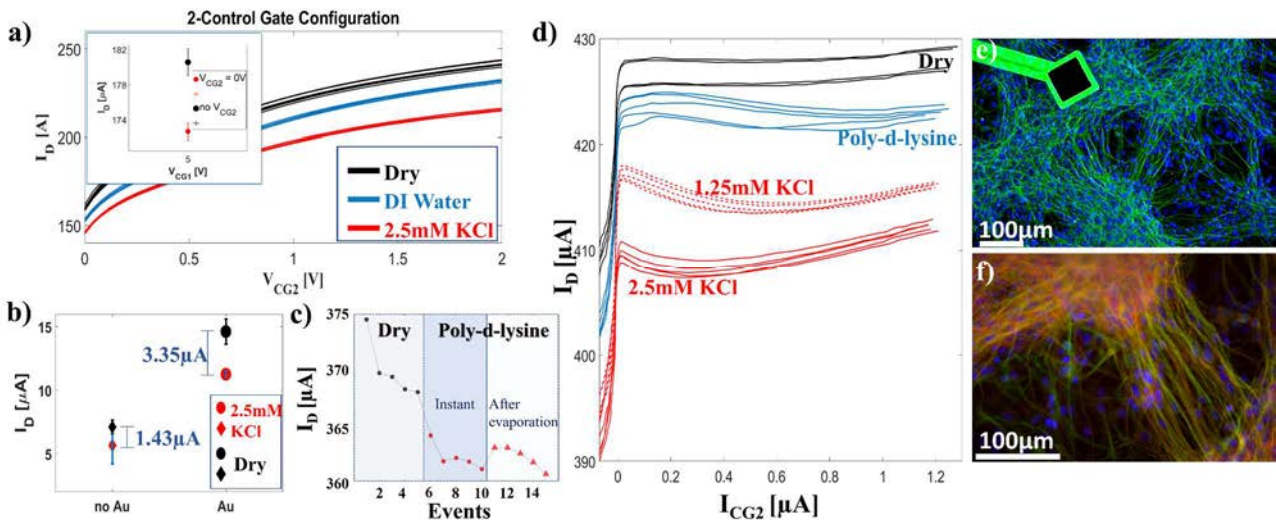 2-Control Gate Configuration
a)
I_D [A]
250
200
150
0
0.5
1
1.5
2
V_CG2 [V]
182
178
174
I_D [µA]
5
V_CG1 [V]
V_CG2 = 0V
no V_CG2
Dry
DI Water
2.5mM KCl
b)
I_D [µA]
15
10
5
3.35µA
1.43µA
no Au
Au
2.5mM
KCl
Dry
c)
I_D [µA]
375
370
365
360
Dry
Poly-d-lysine
Instant
After
evaporation
2 4 6 8 10 12 14
Events
d)
I_D [µA]
430
420
410
400
390
Dry
Poly-d-lysine
1.25mM KCl
2.5mM KCl
0 0.2 0.4 0.6 0.8 1 1.2
I_CG2 [µA]
e)
100µm
f)
100µm